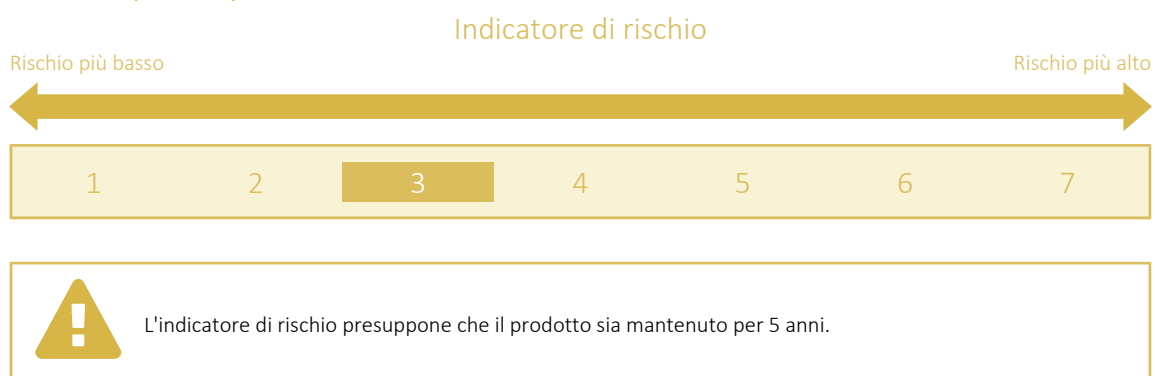 Indicatore di rischio
Rischio più basso Rischio più alto
1 2 3 4 5 6 7
L'indicatore di rischio presuppone che il prodotto sia mantenuto per 5 anni.